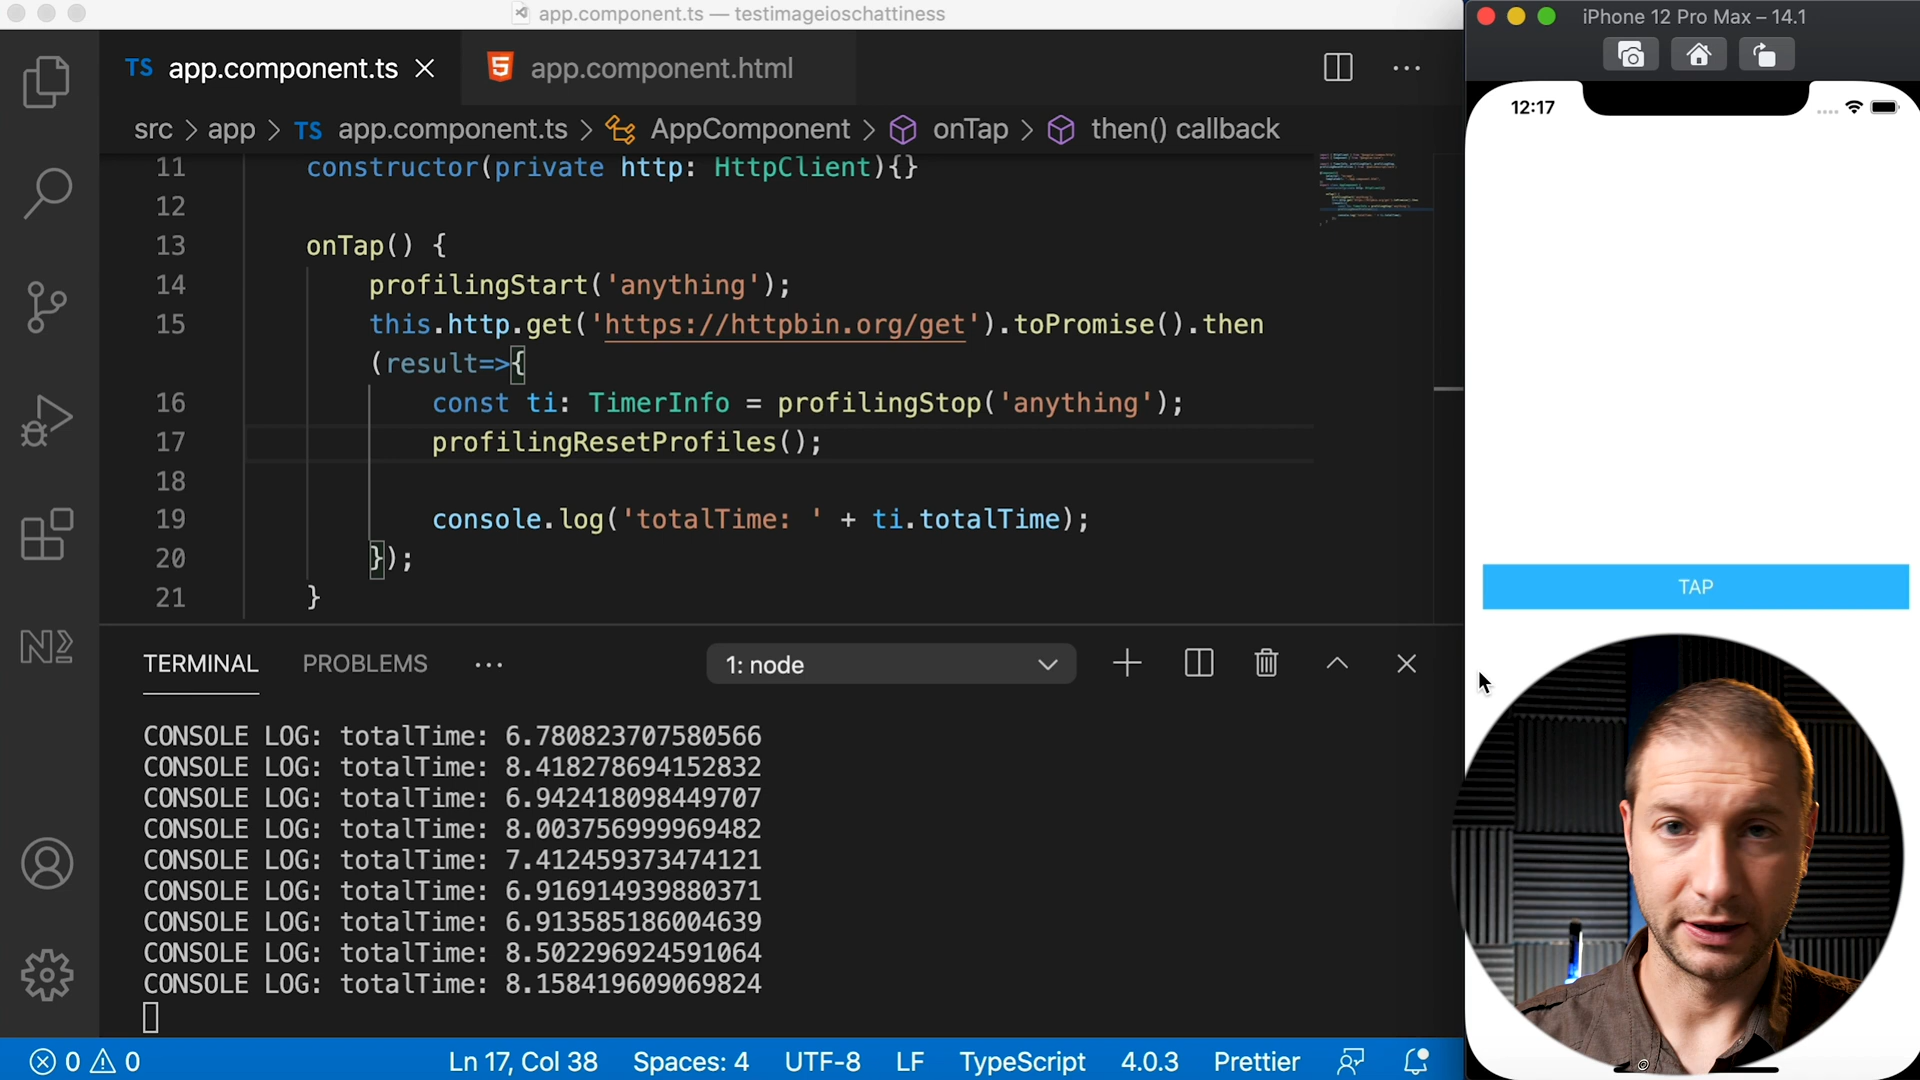 app.component.ts — testimageioschattiness
iPhone 12 Pro Max – 14.1
TS app.component.ts
app.component.html
12:17
src > app > TS app.component.ts > AppComponent > onTap > then() callback
11 constructor(private http: HttpClient){}
12
13 onTap() {
14 profilingStart('anything');
15 this.http.get('https://httpbin.org/get').toPromise().then
(result=>{
16 const ti: TimerInfo = profilingStop('anything');
17 profilingResetProfiles();
18
19 console.log('totalTime: ' + ti.totalTime);
20 });
21 }
TAP
TERMINAL PROBLEMS ... 1: node
CONSOLE LOG: totalTime: 6.780823707580566
CONSOLE LOG: totalTime: 8.418278694152832
CONSOLE LOG: totalTime: 6.942418098449707
CONSOLE LOG: totalTime: 8.003756999969482
CONSOLE LOG: totalTime: 7.412459373474121
CONSOLE LOG: totalTime: 6.916914939880371
CONSOLE LOG: totalTime: 6.913585186004639
CONSOLE LOG: totalTime: 8.502296924591064
CONSOLE LOG: totalTime: 8.158419609069824
0 0 Ln 17, Col 38 Spaces: 4 UTF-8 LF TypeScript 4.0.3 Prettier